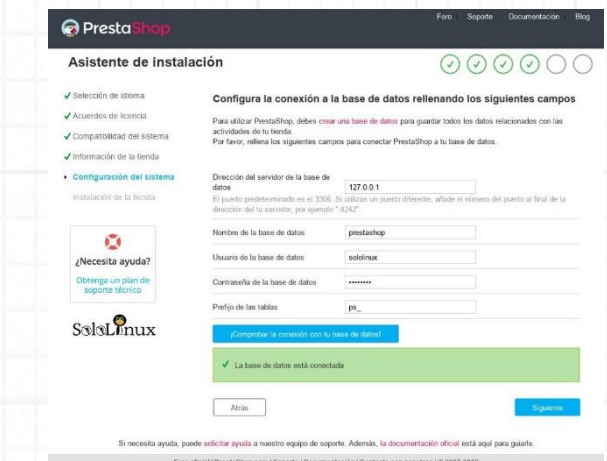 PrestaShop
Foro Soporte Documentación Blog
Asistente de instalación
Selección de idioma
Acuerdos de licencia
Compatibilidad del sistema
Información de la tienda
Configuración del sistema
Instalación de la tienda
¿Necesita ayuda?
Obtenga un plan de
soporte técnico
SoloLinux
Configura la conexión a la base de datos rellenando los siguientes campos
Para utilizar PrestaShop, debes crear una base de datos para guardar todos los datos relacionados con las
actividades de tu tienda.
Por favor, rellena los siguientes campos para conectar PrestaShop a tu base de datos.
Dirección del servidor de la base de
datos
127.0.0.1
El puerto predeterminado es el 3306. Si utilizas un puerto diferente, añade el número del puerto al final de la
dirección del tu servidor, por ejemplo ":4242".
Nombre de la base de datos prestashop
Usuario de la base de datos sololinux
Contraseña de la base de datos ••••••••
Prefijo de las tablas ps_
¡Comprobar la conexión con tu base de datos!
La base de datos está conectada
Atrás
Siguiente
Si necesita ayuda, puede solicitar ayuda a nuestro equipo de soporte. Además, la documentación oficial está aquí para guiarle.